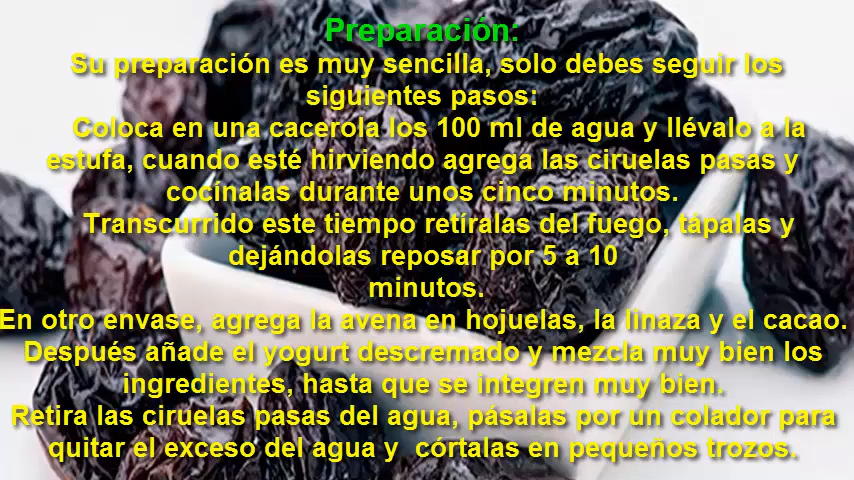 Preparación:
Su preparación es muy sencilla, solo debes seguir los
siguientes pasos:
Coloca en una cacerola los 100 ml de agua y llévalo a la
estufa, cuando esté hirviendo agrega las ciruelas pasas y
cocínalas durante unos cinco minutos.
Transcurrido este tiempo retíralas del fuego, tápalas y
dejándolas reposar por 5 a 10
minutos.
En otro envase, agrega la avena en hojuelas, la linaza y el cacao.
Después añade el yogurt descremado y mezcla muy bien los
ingredientes, hasta que se integren muy bien.
Retira las ciruelas pasas del agua, pásalas por un colador para
quitar el exceso del agua y  córtalas en pequeños trozos.